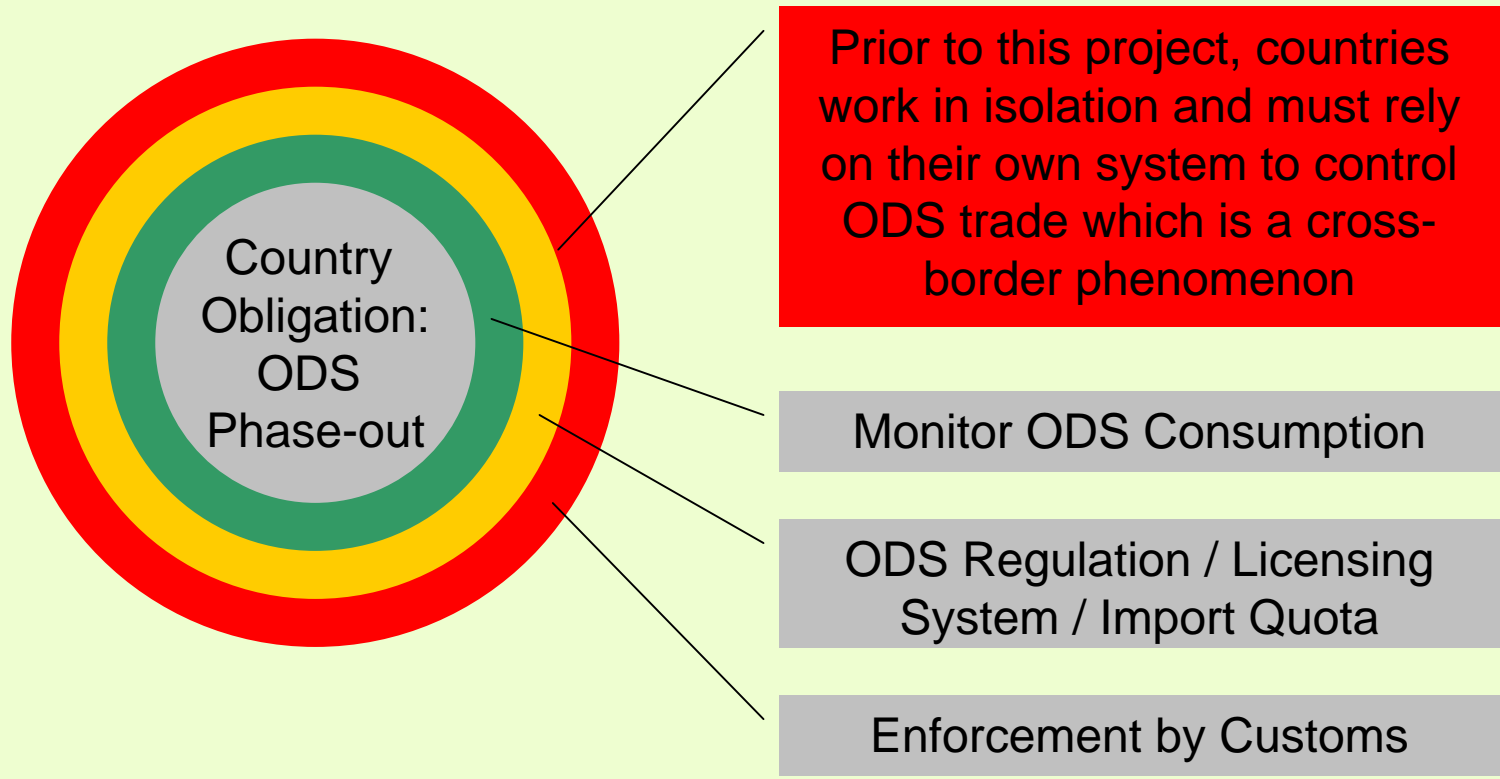 Country
Obligation:
ODS
Phase-out
Prior to this project, countries
work in isolation and must rely
on their own system to control
ODS trade which is a cross-
border phenomenon
Monitor ODS Consumption
ODS Regulation / Licensing
System / Import Quota
Enforcement by Customs